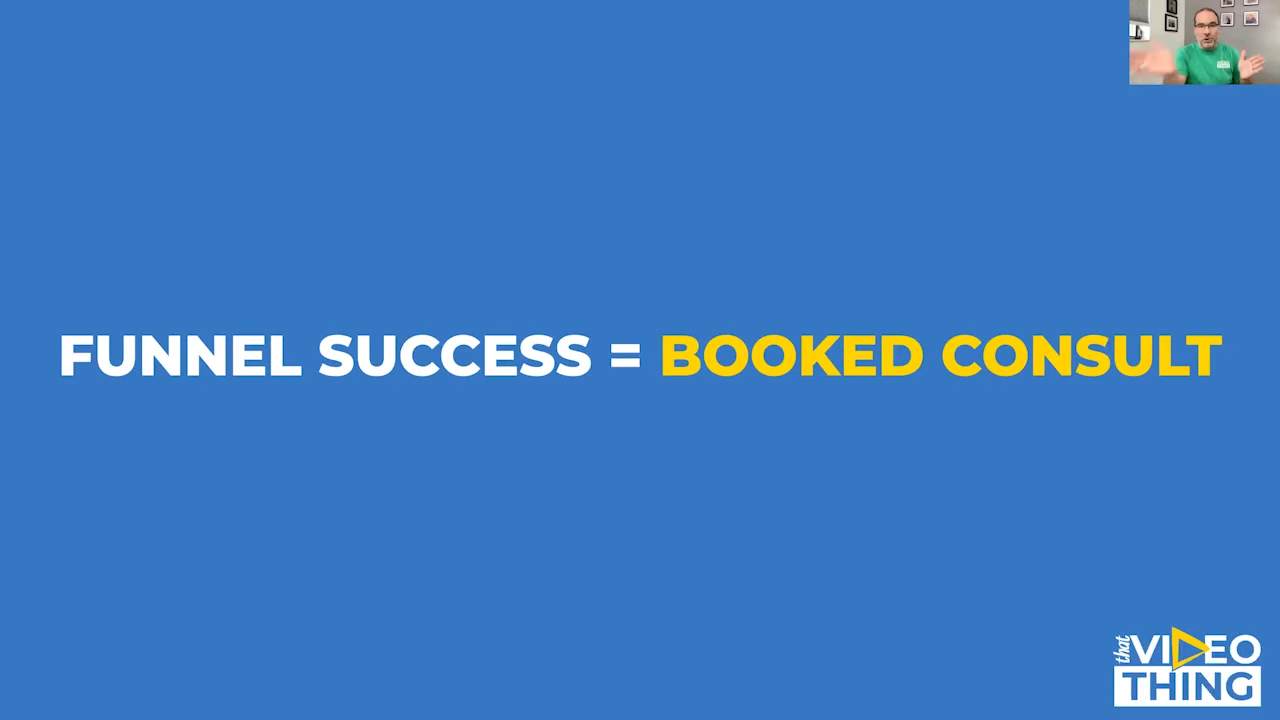 FUNNEL SUCCESS = BOOKED CONSULT
that VIDEO
THING